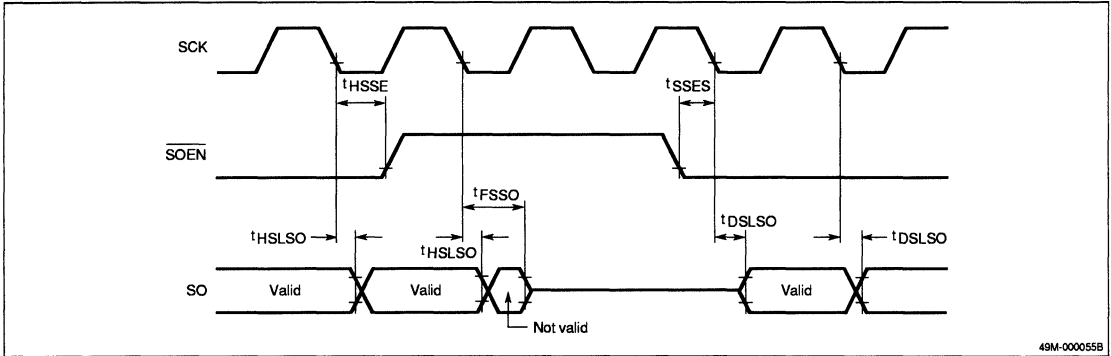 SCK
tHSSE
tSSES
SOEN
tFSSO
tHSLSO
tHSLSO
tDSLSO
tDSLSO
SO
Valid
Valid
Valid
Not valid
49M-000055B